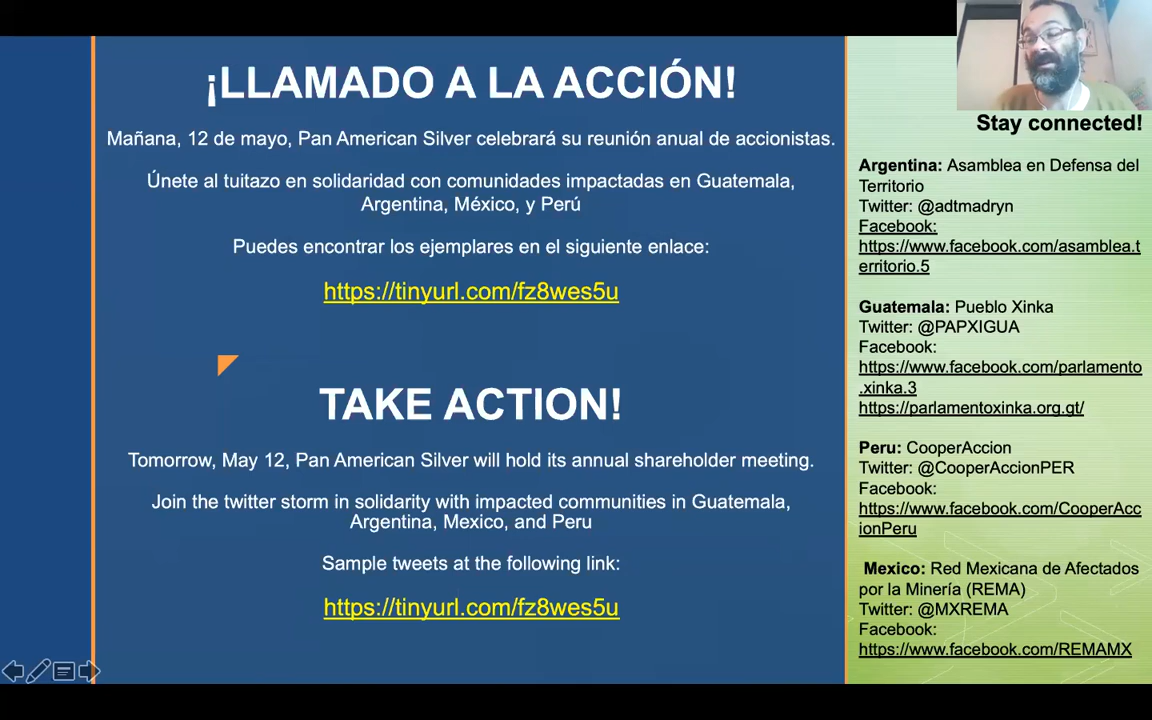 ¡LLAMADO A LA ACCIÓN!
Mañana, 12 de mayo, Pan American Silver celebrará su reunión anual de accionistas.
Únete al tuitazo en solidaridad con comunidades impactadas en Guatemala,
Argentina, México, y Perú
Puedes encontrar los ejemplares en el siguiente enlace:
https://tinyurl.com/fz8wes5u
TAKE ACTION!
Tomorrow, May 12, Pan American Silver will hold its annual shareholder meeting.
Join the twitter storm in solidarity with impacted communities in Guatemala,
Argentina, Mexico, and Peru
Sample tweets at the following link:
https://tinyurl.com/fz8wes5u
Stay connected!
Argentina: Asamblea en Defensa del
Territorio
Twitter: @adtmadryn
Facebook:
https://www.facebook.com/asamblea.t
erritorio.5
Guatemala: Pueblo Xinka
Twitter: @PAPXIGUA
Facebook:
https://www.facebook.com/parlamento
.xinka.3
https://parlamentoxinka.org.gt/
Peru: CooperAccion
Twitter: @CooperAccionPER
Facebook:
https://www.facebook.com/CooperAcc
ionPeru
Mexico: Red Mexicana de Afectados
por la Minería (REMA)
Twitter: @MXREMA
Facebook:
https://www.facebook.com/REMAMX